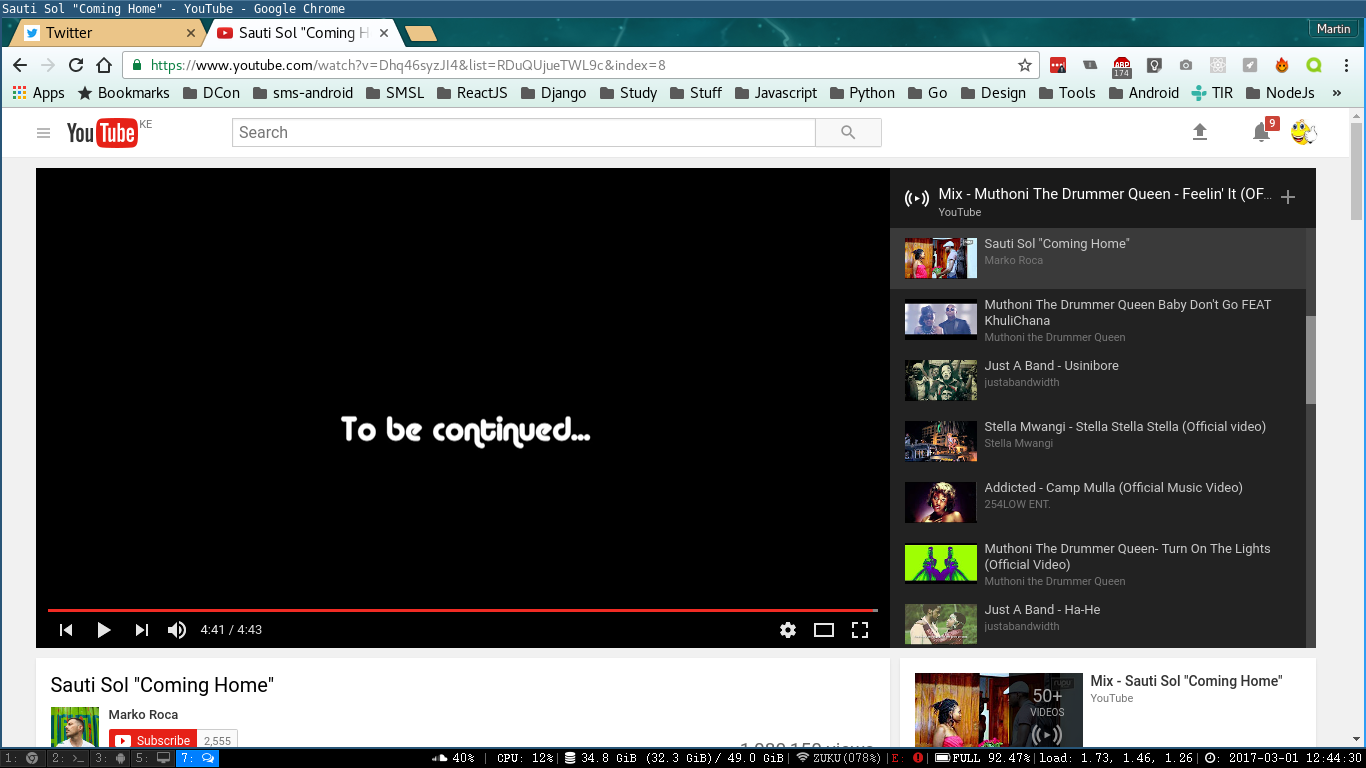 Sauti Sol "Coming Home" - YouTube - Google Chrome
Twitter
Sauti Sol "Coming H
Martin
https://www.youtube.com/watch?v=Dhq46syzJI4&list=RDuQUjueTWL9c&index=8
ABP
174
Apps Bookmarks DCon sms-android SMSL ReactJS Django Study Stuff Javascript Python Go Design Tools Android TIR NodeJs »
YouTube KE
Search
9
To be continued...
4:41 / 4:43
Mix - Muthoni The Drummer Queen - Feelin' It (OF...
YouTube
Sauti Sol "Coming Home"
Marko Roca
Muthoni The Drummer Queen Baby Don't Go FEAT
KhuliChana
Muthoni the Drummer Queen
Just A Band - Usinibore
justabandwidth
Stella Mwangi - Stella Stella Stella (Official video)
Stella Mwangi
Addicted - Camp Mulla (Official Music Video)
254LOW ENT.
Muthoni The Drummer Queen- Turn On The Lights
(Official Video)
Muthoni the Drummer Queen
Just A Band - Ha-He
justabandwidth
Sauti Sol "Coming Home"
Marko Roca
Subscribe 2,555
views
50+
VIDEOS
Mix - Sauti Sol "Coming Home"
YouTube
1: 2: 3: 5: 7: 40% | CPU: 12%| 34.8 GiB (32.3 GiB)/ 49.0 GiB| ZUKU(078%)|E: |FULL 92.47%|load: 1.73, 1.46, 1.26| : 2017-03-01 12:44:30